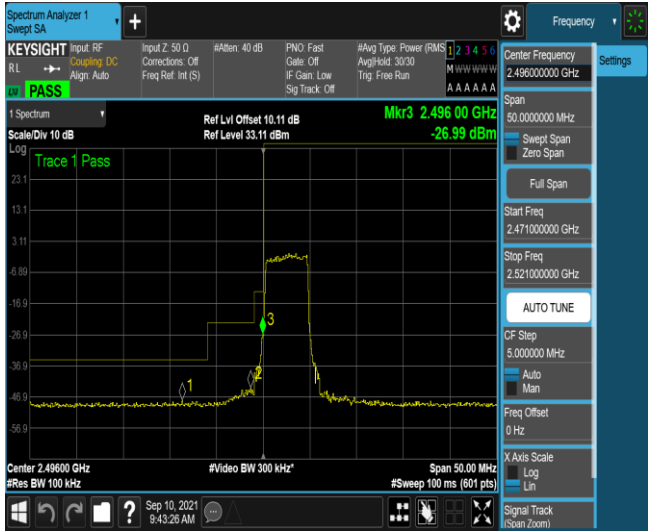 Spectrum Analyzer 1
Swept SA
Frequency
KEYSIGHT
RL
Input: RF
Coupling: DC
Align: Auto
Input Z: 50 Ω
Corrections: Off
Freq Ref: Int (S)
#Atten: 40 dB
PNO: Fast
Gate: Off
IF Gain: Low
Sig Track: Off
#Avg Type: Power (RMS
Avg|Hold: 30/30
Trig: Free Run
1 2 3 4 5 6
M W W W W W
A A A A A A
PASS
1 Spectrum
Scale/Div 10 dB
Ref Lvl Offset 10.11 dB
Ref Level 33.11 dBm
Mkr3 2.496 00 GHz
-26.99 dBm
Log
Trace 1 Pass
23.1
13.1
3.11
-6.89
-16.9
-26.9
-36.9
-46.9
-56.9
3
1
2
Center 2.49600 GHz
#Res BW 100 kHz
#Video BW 300 kHz*
Span 50.00 MHz
#Sweep 100 ms (601 pts)
Sep 10, 2021
9:43:26 AM
Center Frequency
2.496000000 GHz
Settings
Span
50.0000000 MHz
Swept Span
Zero Span
Full Span
Start Freq
2.471000000 GHz
Stop Freq
2.521000000 GHz
AUTO TUNE
CF Step
5.000000 MHz
Auto
Man
Freq Offset
0 Hz
X Axis Scale
Log
Lin
Signal Track
(Span Zoom)